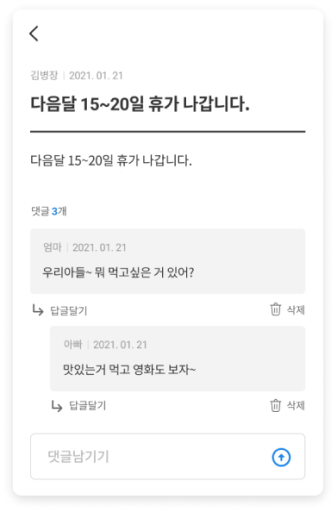 김병장 | 2021. 01. 21
다음달 15~20일 휴가 나갑니다.
다음달 15~20일 휴가 나갑니다.
댓글 3개
엄마 | 2021. 01. 21
우리아들~ 뭐 먹고싶은 거 있어?
답글달기 삭제
아빠 | 2021. 01. 21
맛있는거 먹고 영화도 보자~
답글달기 삭제
댓글남기기